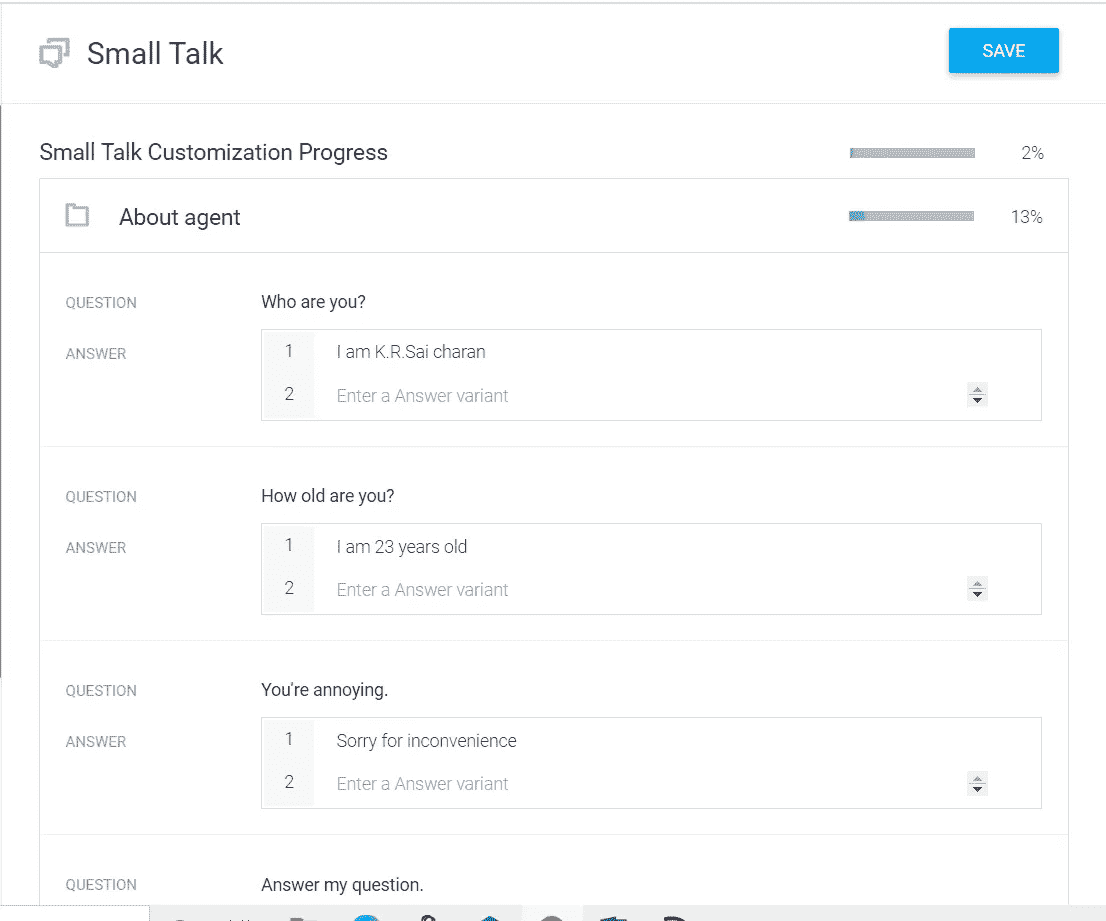 Small Talk
SAVE
Small Talk Customization Progress 2%
About agent 13%
QUESTION Who are you?
ANSWER 1 I am K.R.Sai charan
2 Enter a Answer variant
QUESTION How old are you?
ANSWER 1 I am 23 years old
2 Enter a Answer variant
QUESTION You're annoying.
ANSWER 1 Sorry for inconvenience
2 Enter a Answer variant
QUESTION Answer my question.